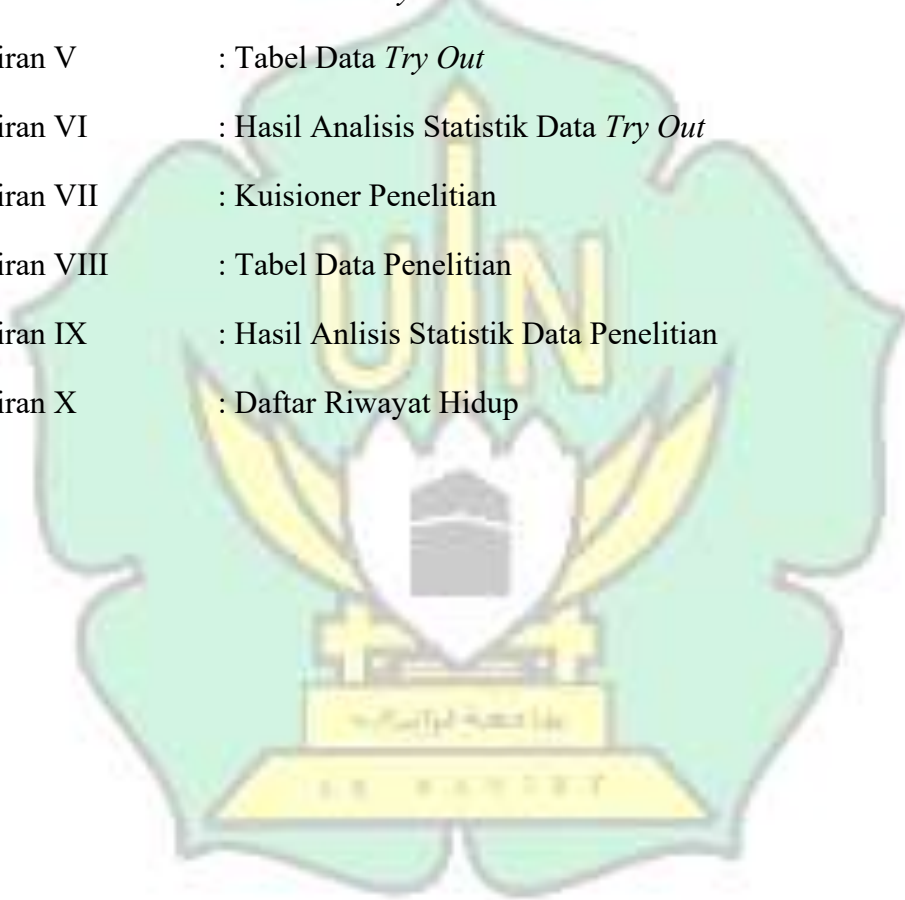 iran V : Tabel Data Try Out
iran VI : Hasil Analisis Statistik Data Try Out
iran VII : Kuisioner Penelitian
iran VIII : Tabel Data Penelitian
iran IX : Hasil Anlisis Statistik Data Penelitian
iran X : Daftar Riwayat Hidup
UIN